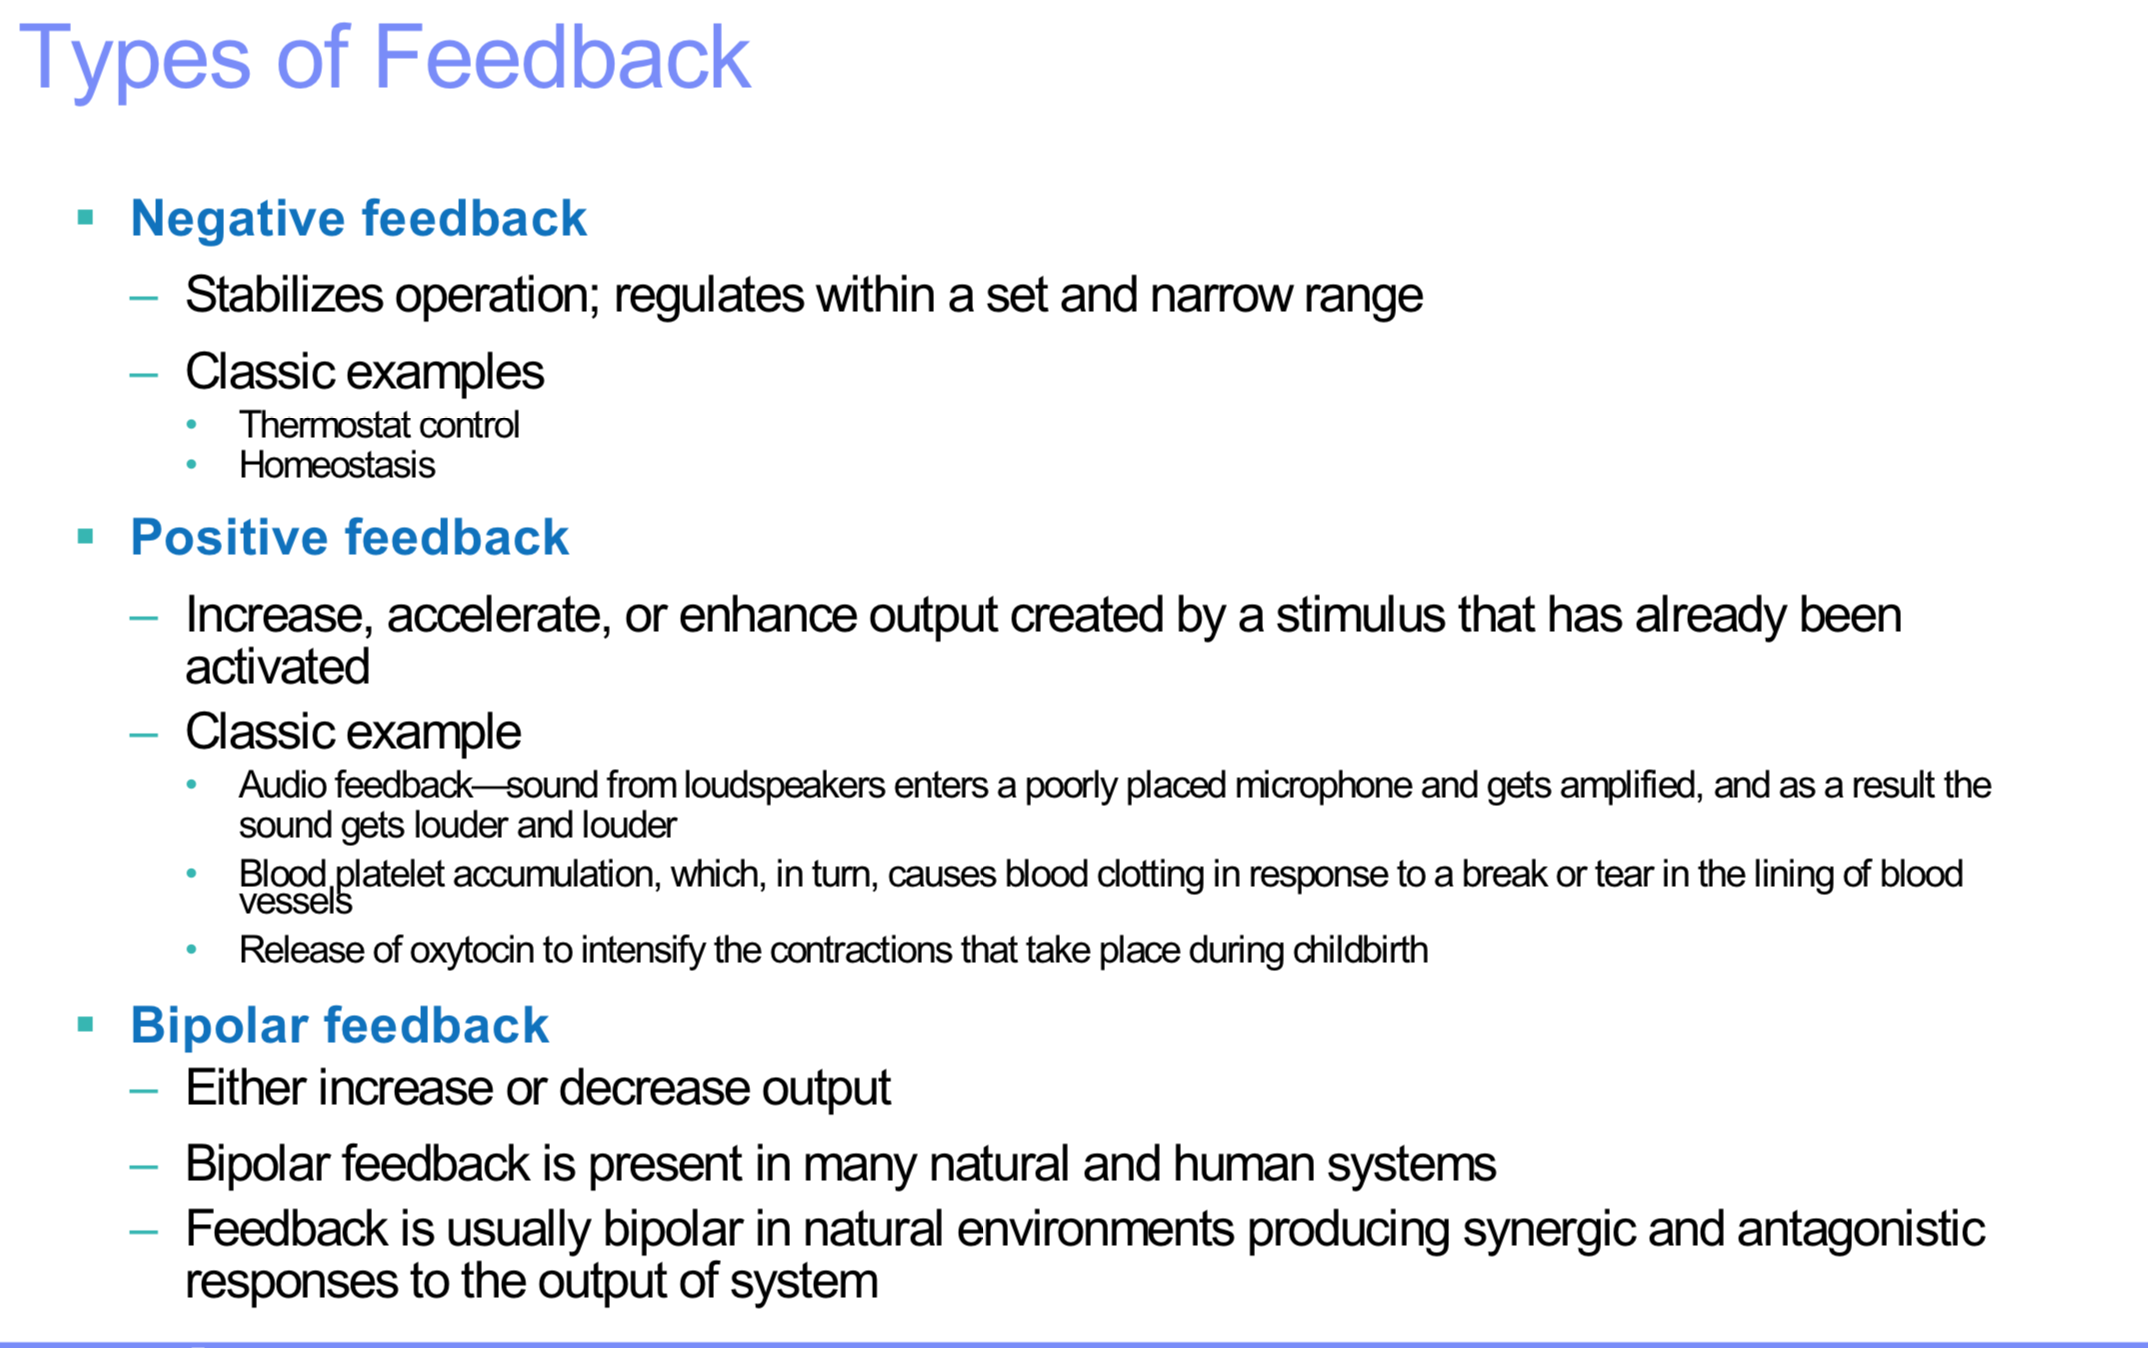 Types of Feedback
▪ Negative feedback
– Stabilizes operation; regulates within a set and narrow range
– Classic examples
• Thermostat control
• Homeostasis
▪ Positive feedback
– Increase, accelerate, or enhance output created by a stimulus that has already been
activated
– Classic example
• Audio feedback—sound from loudspeakers enters a poorly placed microphone and gets amplified, and as a result the
sound gets louder and louder
• Blood platelet accumulation, which, in turn, causes blood clotting in response to a break or tear in the lining of blood
vessels
• Release of oxytocin to intensify the contractions that take place during childbirth
▪ Bipolar feedback
– Either increase or decrease output
– Bipolar feedback is present in many natural and human systems
– Feedback is usually bipolar in natural environments producing synergic and antagonistic
responses to the output of system